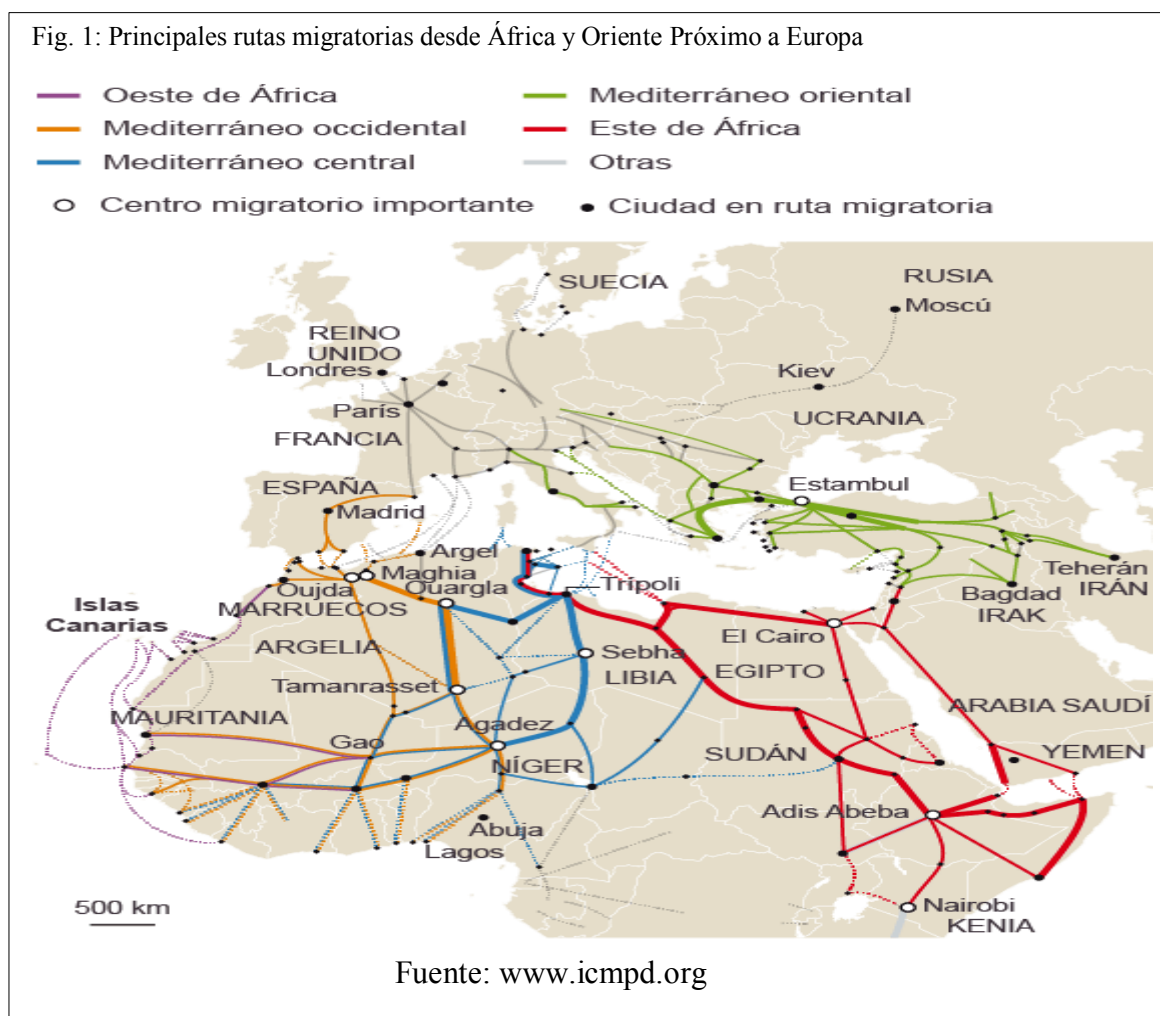 Fig. 1: Principales rutas migratorias desde África y Oriente Próximo a Europa
Oeste de África
Mediterráneo oriental
Mediterráneo occidental
Este de África
Mediterráneo central
Otras
Centro migratorio importante
Ciudad en ruta migratoria
SUECIA
RUSIA
Moscú
REINO
UNIDO
Londres
Kiev
París
UCRANIA
FRANCIA
Estambul
ESPAÑA
Madrid
Argel
Teherán
Maghia
Trípoli
Oujda
Ouargla
Bagdad
IRÁN
Islas
Canarias
MARRUECOS
IRAK
El Cairo
ARGELIA
Sebha
EGIPTO
LIBIA
Tamanrasset
ARABIA SAUDÍ
MAURITANIA
Agadez
Gao
SUDÁN
YEMEN
NÍGER
Adis Abeba
Abuja
Lagos
500 km
Nairobi
KENIA
Fuente: www.icmpd.org